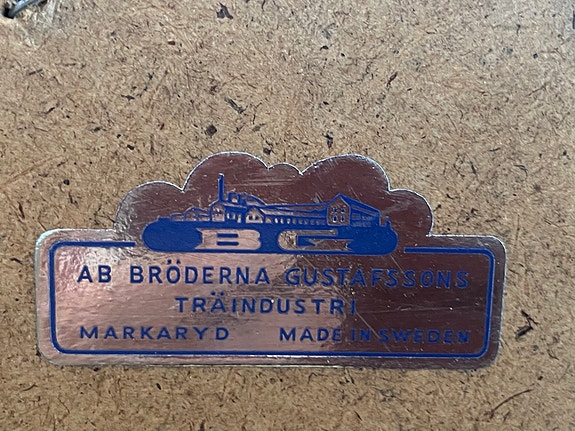 BG
AB BRÖDERNA GUSTAFSSONS
TRÄINDUSTRI
MARKARYD MADE IN SWEDEN